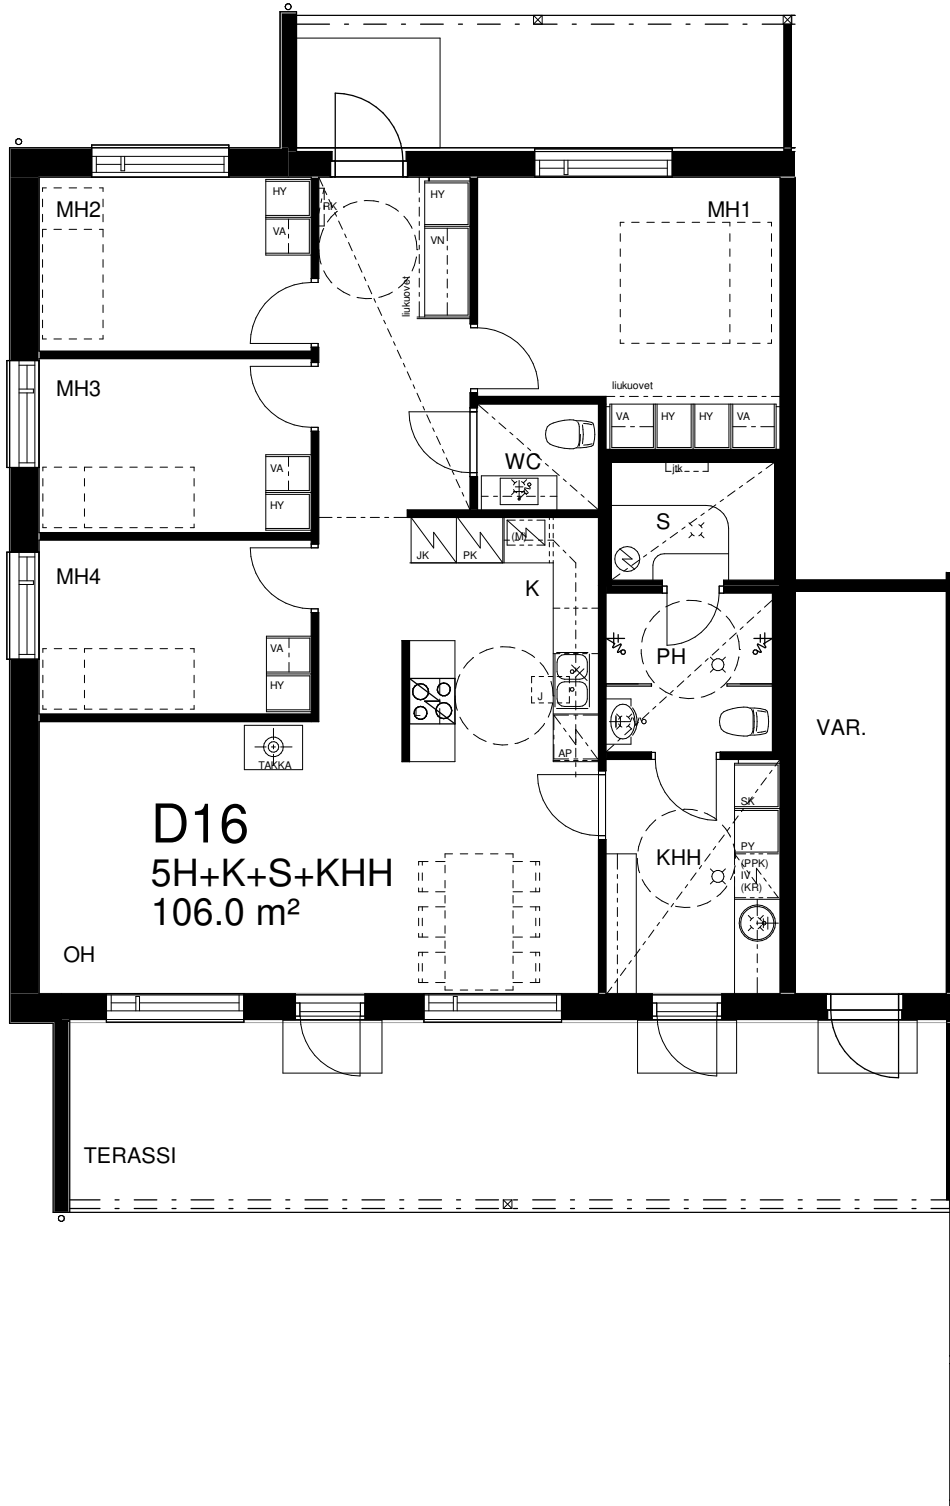 MH2
HY
VA
RK
HY
VN
liukuovet
MH1
MH3
liukuovet
VA
HY
HY
VA
VA
HY
WC
jtk
S
JK
PK
(M)
K
MH4
VA
HY
J
PH
AP
TAKKA
VAR.
D16
5H+K+S+KHH
106.0 m²
SK
PY
(PPK)
IV
(KR)
KHH
OH
TERASSI